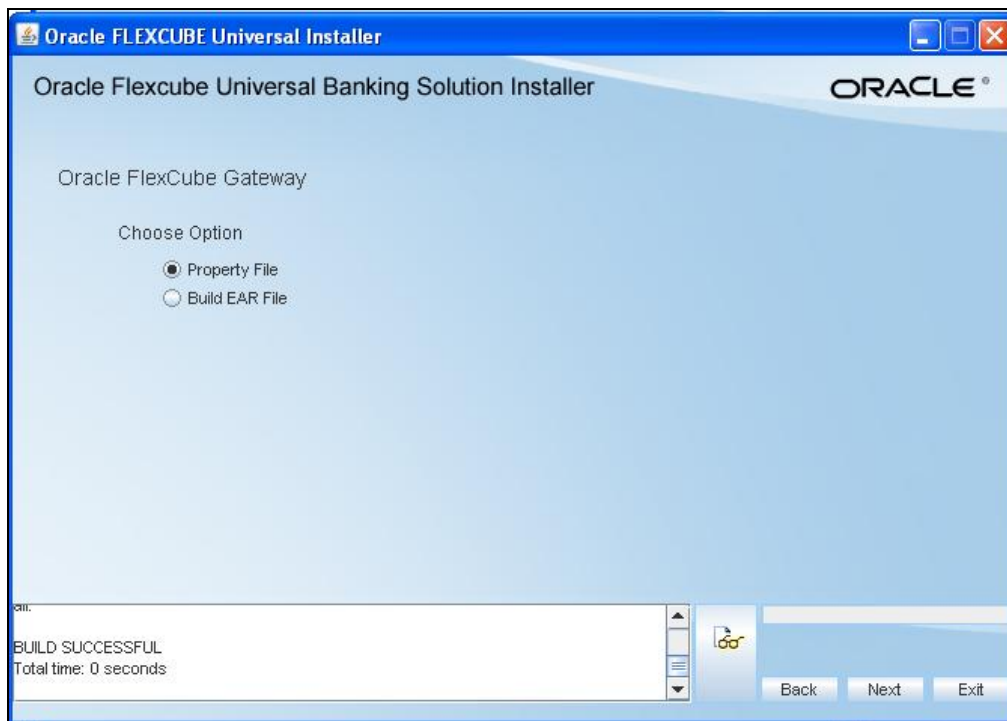 Oracle FLEXCUBE Universal Installer
Oracle Flexcube Universal Banking Solution Installer
ORACLE®
Oracle FlexCube Gateway
Choose Option
Property File
Build EAR File
all:
BUILD SUCCESSFUL
Total time: 0 seconds
Back Next Exit